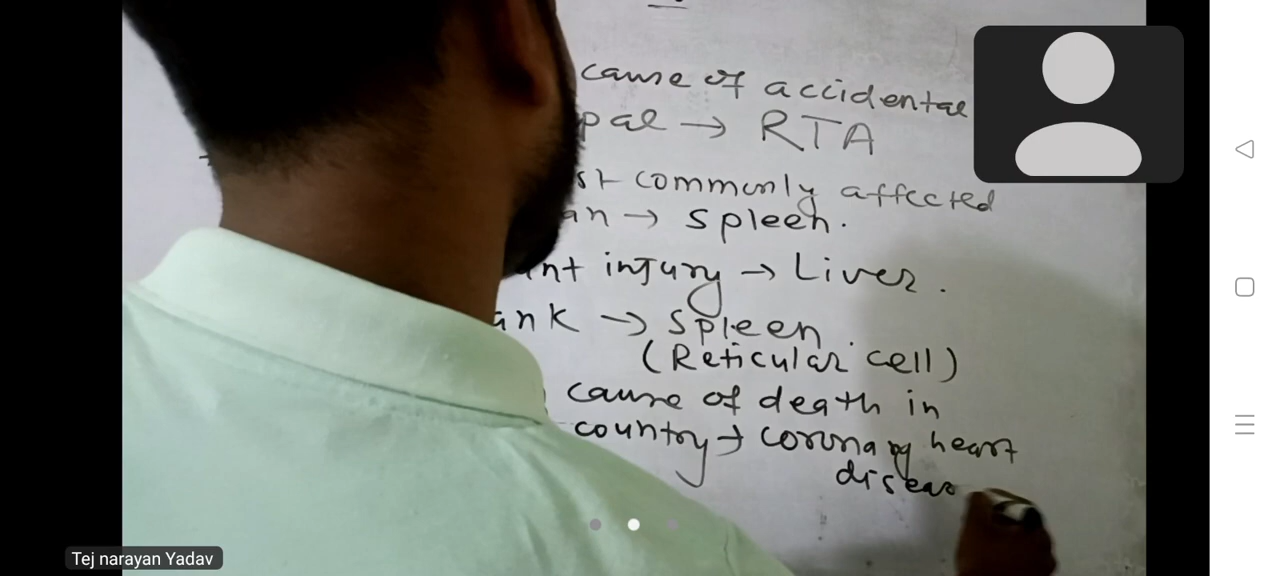 cause of accidental
pal → RTA
st commonly affected
an → spleen.
nt injury → Liver.
ank → spleen.
(Reticular cell)
cause of death in
country → coronary heart
diseas
Tej narayan Yadav